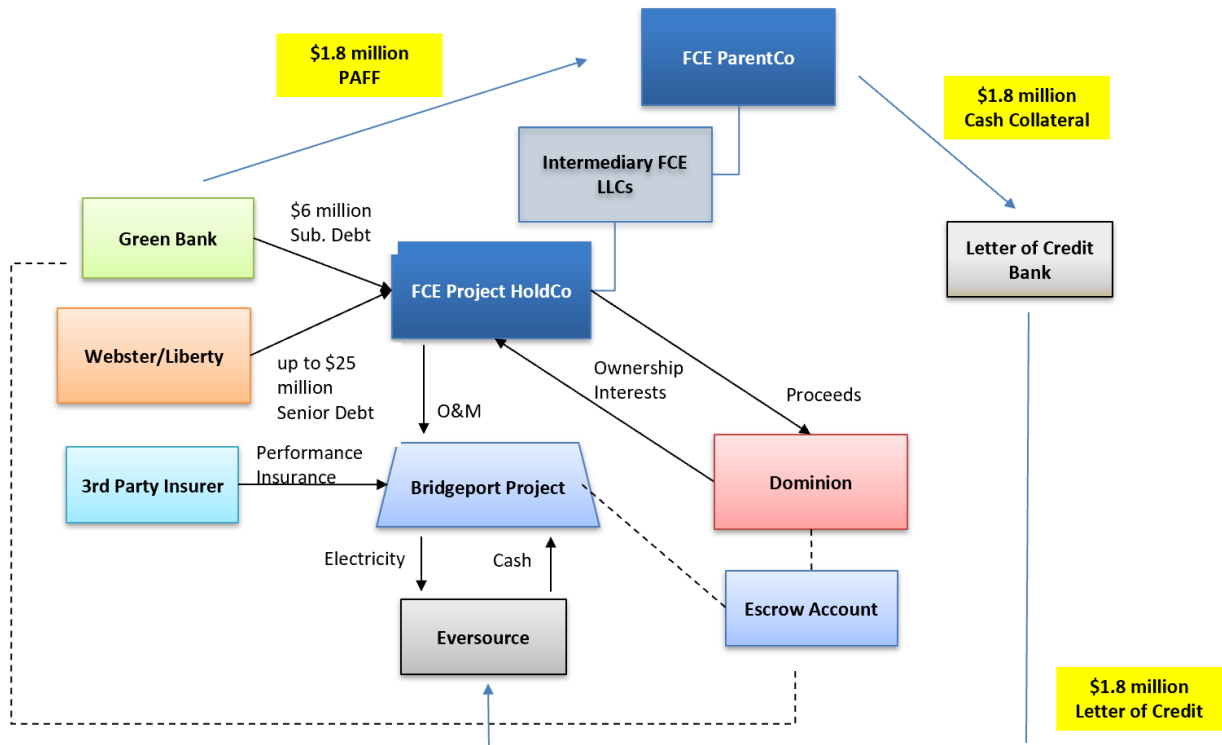 $1.8 million
PAFF
FCE ParentCo
$1.8 million
Cash Collateral
Intermediary FCE
LLCs
Green Bank
$6 million
Sub. Debt
FCE Project HoldCo
Letter of Credit
Bank
Webster/Liberty
up to $25
million
Senior Debt
Ownership
Interests
Proceeds
O&M
3rd Party Insurer
Performance
Insurance
Bridgeport Project
Dominion
Electricity
Cash
Escrow Account
Eversource
$1.8 million
Letter of Credit